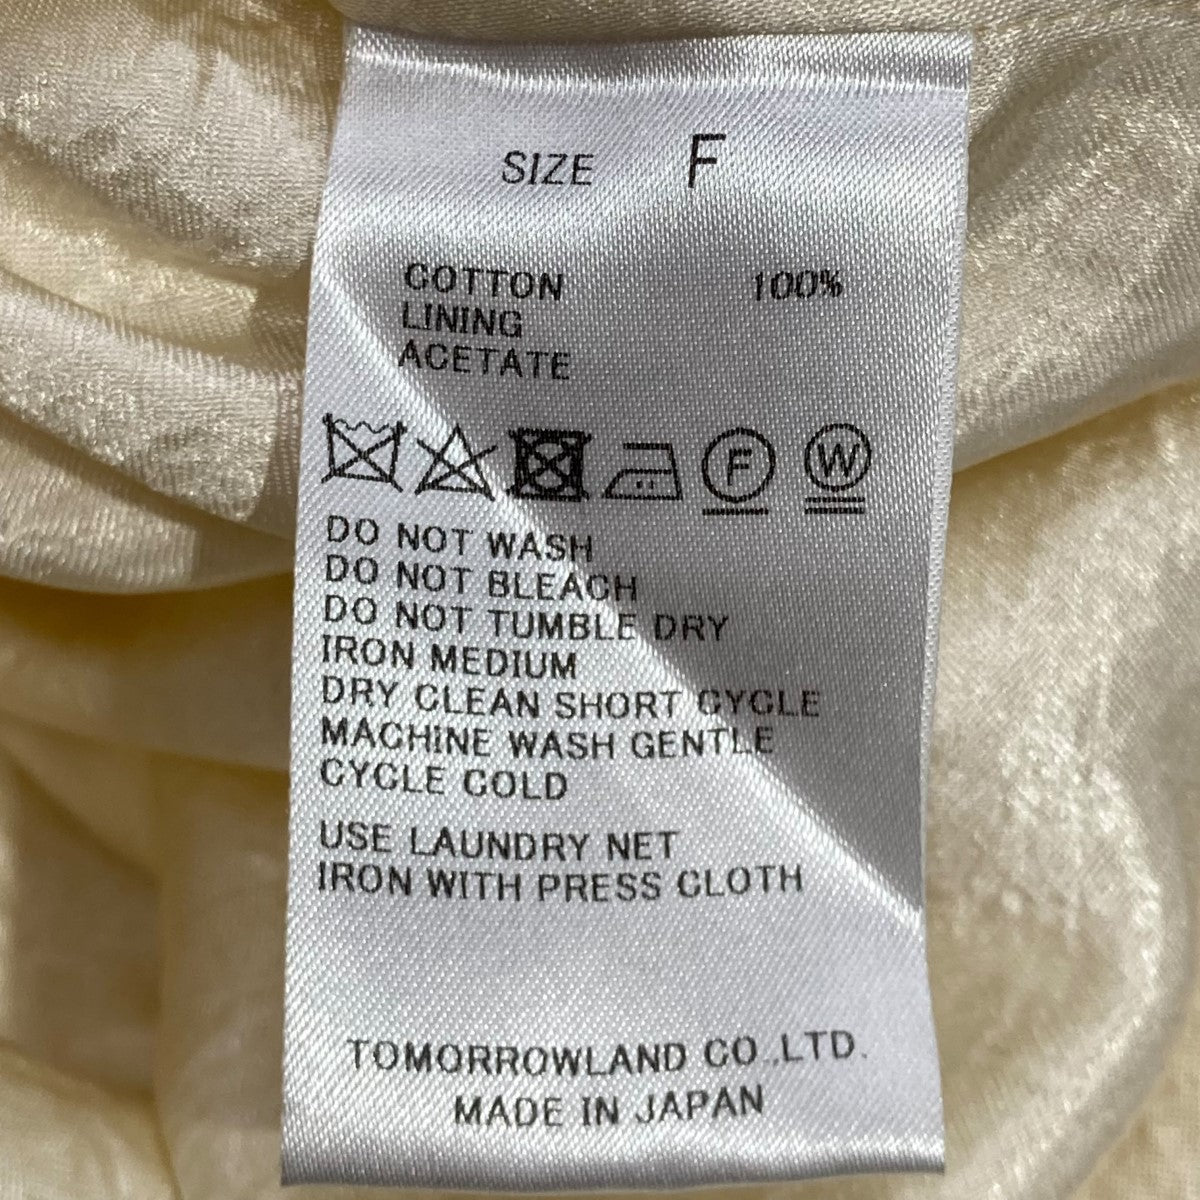 SIZE F
COTTON 100%
LINING
ACETATE
F W
DO NOT WASH
DO NOT BLEACH
DO NOT TUMBLE DRY
IRON MEDIUM
DRY CLEAN SHORT CYCLE
MACHINE WASH GENTLE
CYCLE COLD
USE LAUNDRY NET
IRON WITH PRESS CLOTH
TOMORROWLAND CO.,LTD.
MADE IN JAPAN